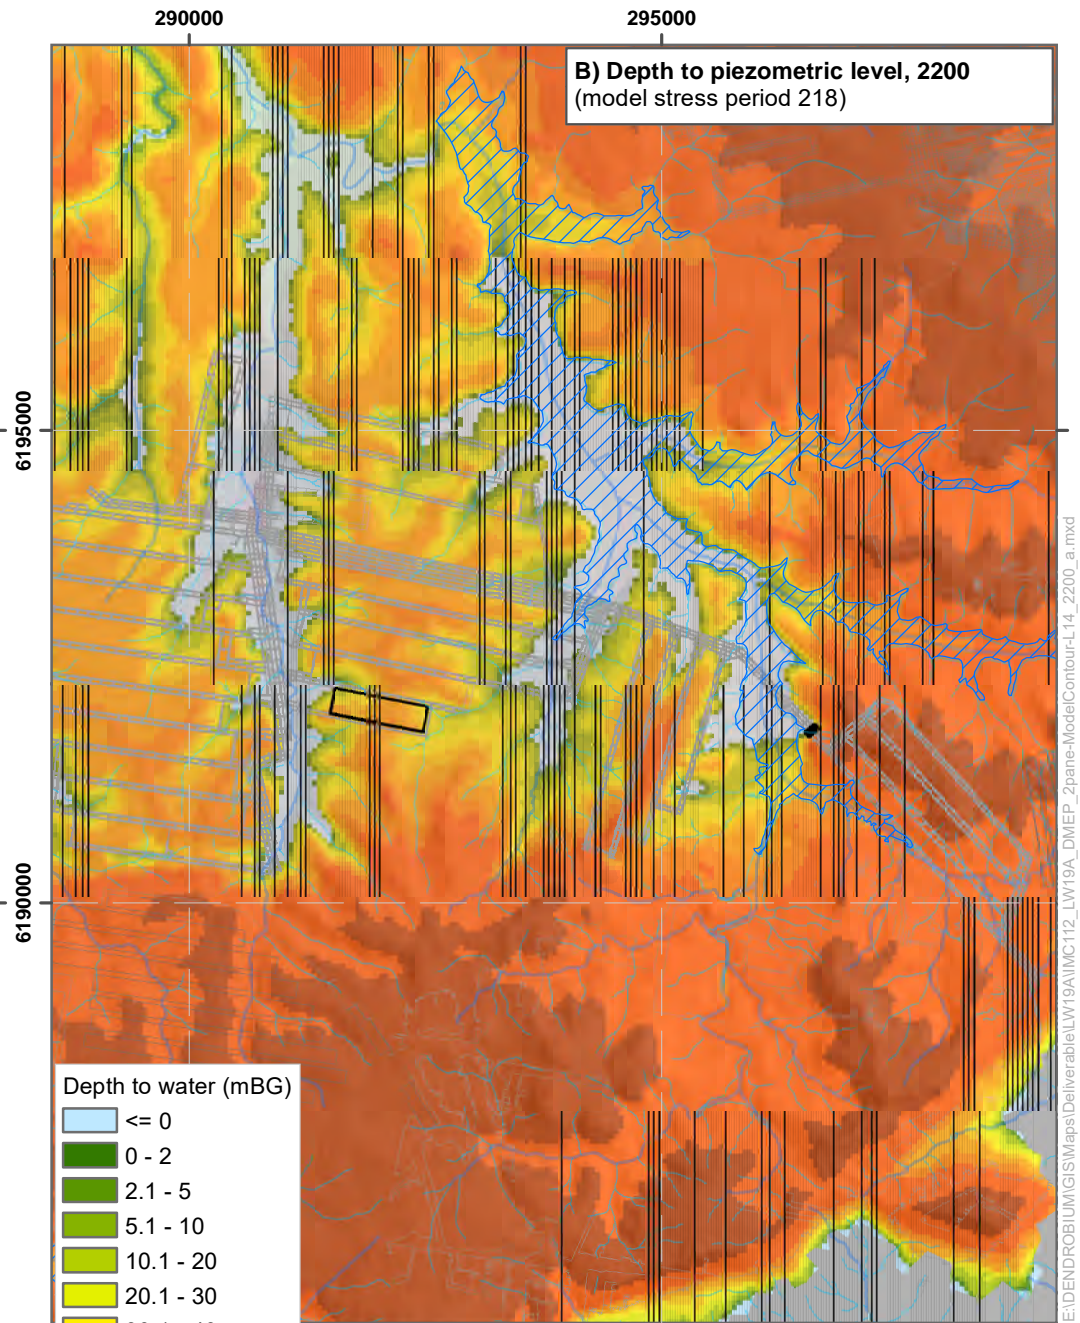 290000
295000
B) Depth to piezometric level, 2200
(model stress period 218)
6195000
6190000
Depth to water (mBG)
<= 0
0 - 2
2.1 - 5
5.1 - 10
10.1 - 20
20.1 - 30
E:\DENDROBIUM\GIS\Maps\Deliverable\LW19A\IMC112_LW19A_DMEP_2pane-ModelContour-L14_2200_a.mxd